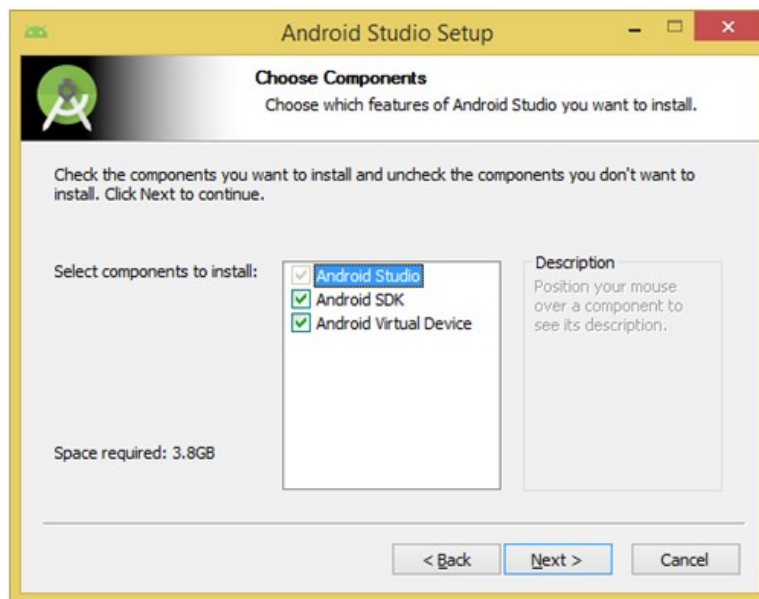 Android Studio Setup
Choose Components
Choose which features of Android Studio you want to install.
Check the components you want to install and uncheck the components you don't want to
install. Click Next to continue.
Select components to install:
Android Studio
Android SDK
Android Virtual Device
Description
Position your mouse
over a component to
see its description.
Space required: 3.8GB
< Back
Next >
Cancel